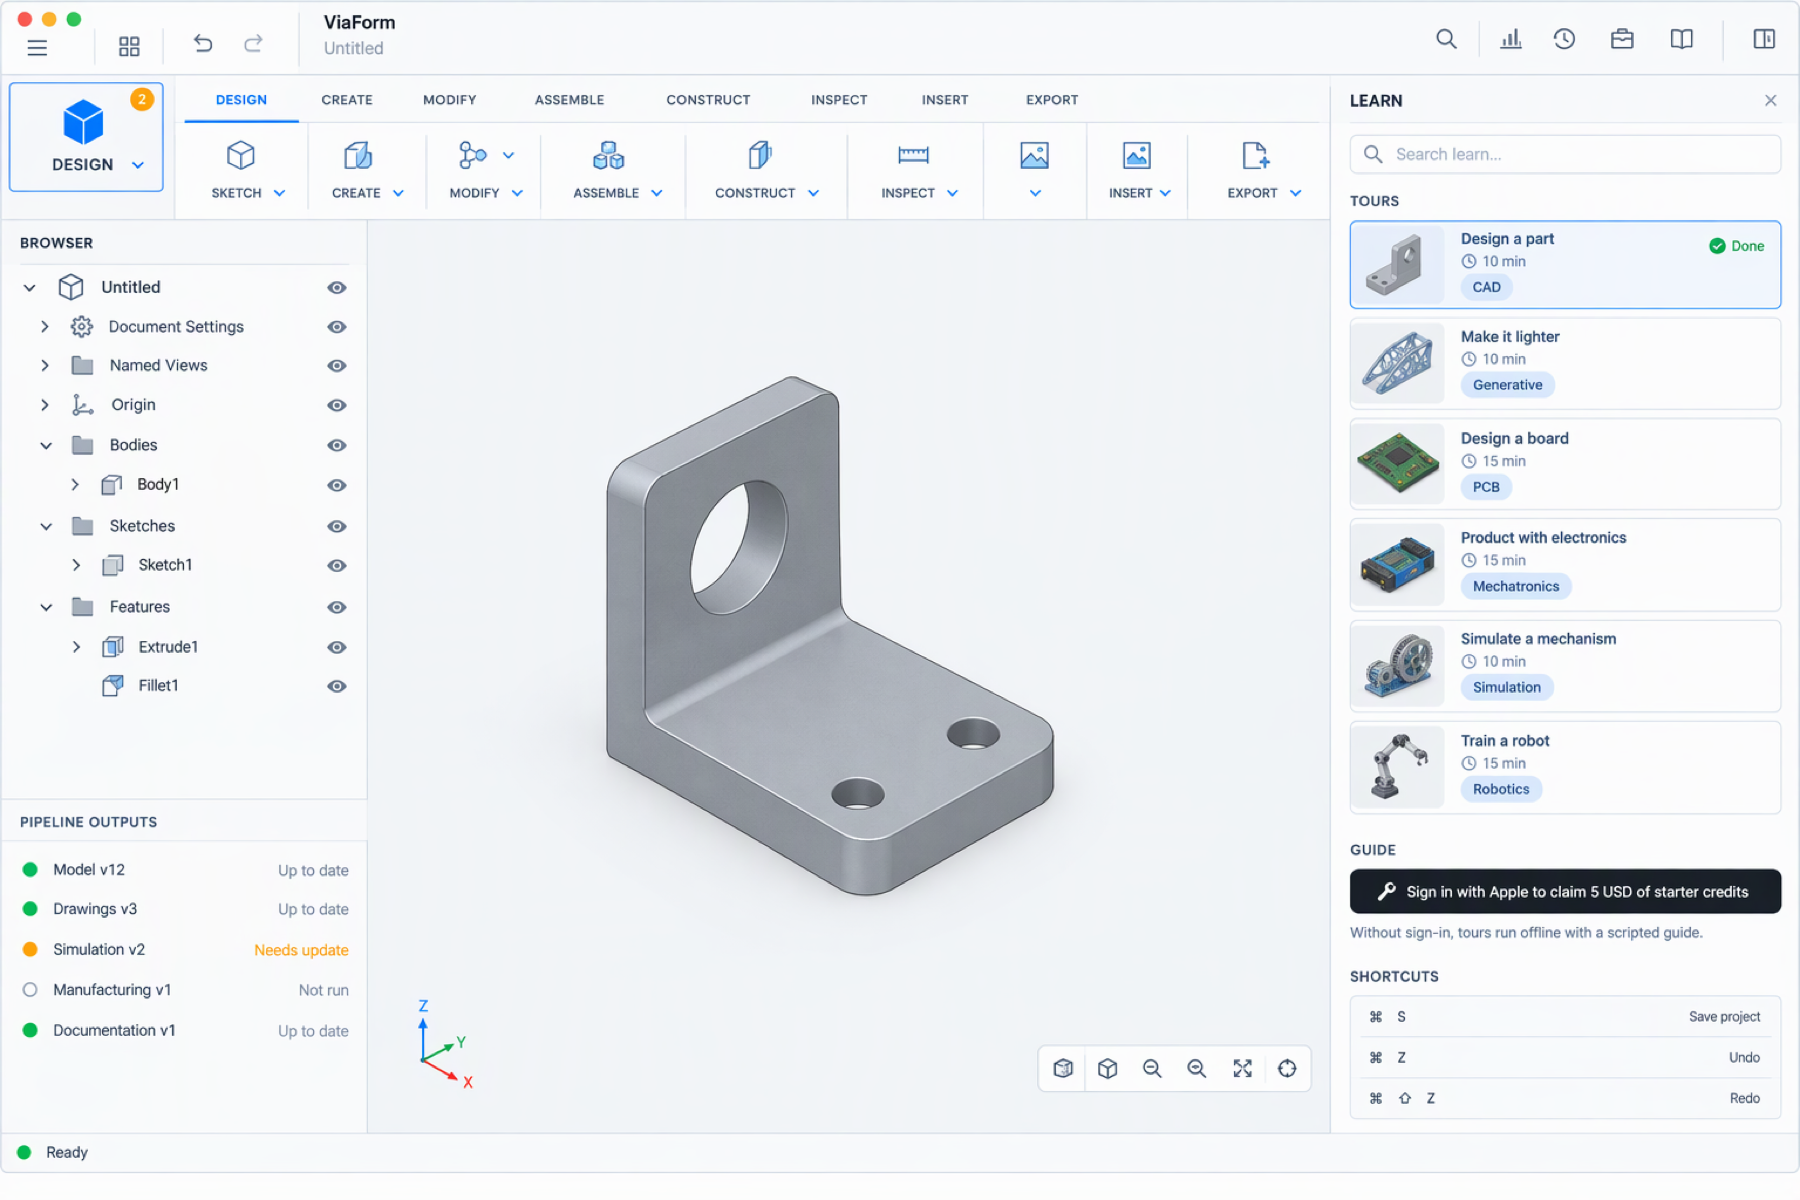 ViaForm
Untitled
2
DESIGN
DESIGN
CREATE
MODIFY
ASSEMBLE
CONSTRUCT
INSPECT
INSERT
EXPORT
SKETCH
CREATE
MODIFY
ASSEMBLE
CONSTRUCT
INSPECT
INSERT
EXPORT
BROWSER
Untitled
Document Settings
Named Views
Origin
Bodies
Body1
Sketches
Sketch1
Features
Extrude1
Fillet1
PIPELINE OUTPUTS
Model v12 Up to date
Drawings v3 Up to date
Simulation v2 Needs update
Manufacturing v1 Not run
Documentation v1 Up to date
Z
Y
X
LEARN
Search learn...
TOURS
Design a part
Done
10 min
CAD
Make it lighter
10 min
Generative
Design a board
15 min
PCB
Product with electronics
15 min
Mechatronics
Simulate a mechanism
10 min
Simulation
Train a robot
15 min
Robotics
GUIDE
Sign in with Apple to claim 5 USD of starter credits
Without sign-in, tours run offline with a scripted guide.
SHORTCUTS
⌘ S Save project
⌘ Z Undo
⌘ ⇧ Z Redo
Ready